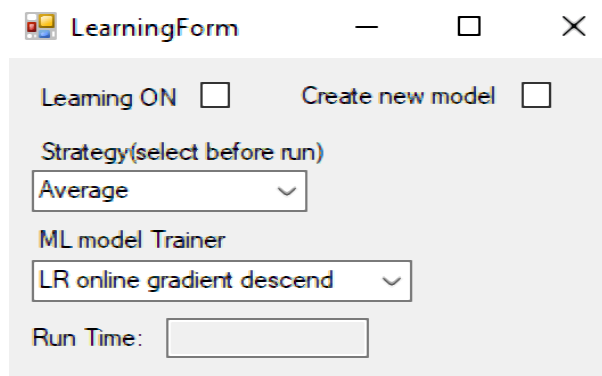 LearningForm
Learning ON Create new model
Strategy(select before run)
Average
ML model Trainer
LR online gradient descend
Run Time: